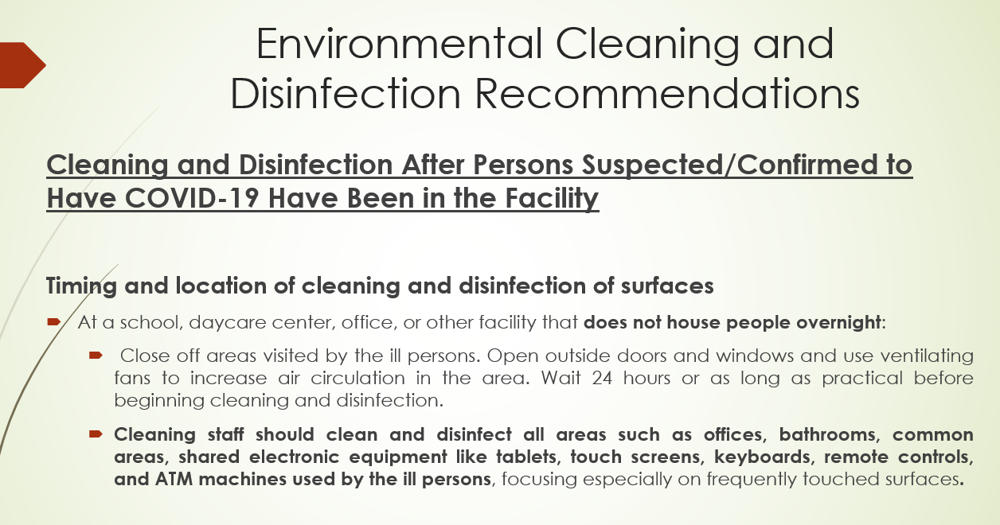 Environmental Cleaning and
Disinfection Recommendations
Cleaning and Disinfection After Persons Suspected/Confirmed to
Have COVID-19 Have Been in the Facility
Timing and location of cleaning and disinfection of surfaces
At a school, daycare center, office, or other facility that does not house people overnight:
Close off areas visited by the ill persons. Open outside doors and windows and use ventilating
fans to increase air circulation in the area. Wait 24 hours or as long as practical before
beginning cleaning and disinfection.
Cleaning staff should clean and disinfect all areas such as offices, bathrooms, common
areas, shared electronic equipment like tablets, touch screens, keyboards, remote controls,
and ATM machines used by the ill persons, focusing especially on frequently touched surfaces.